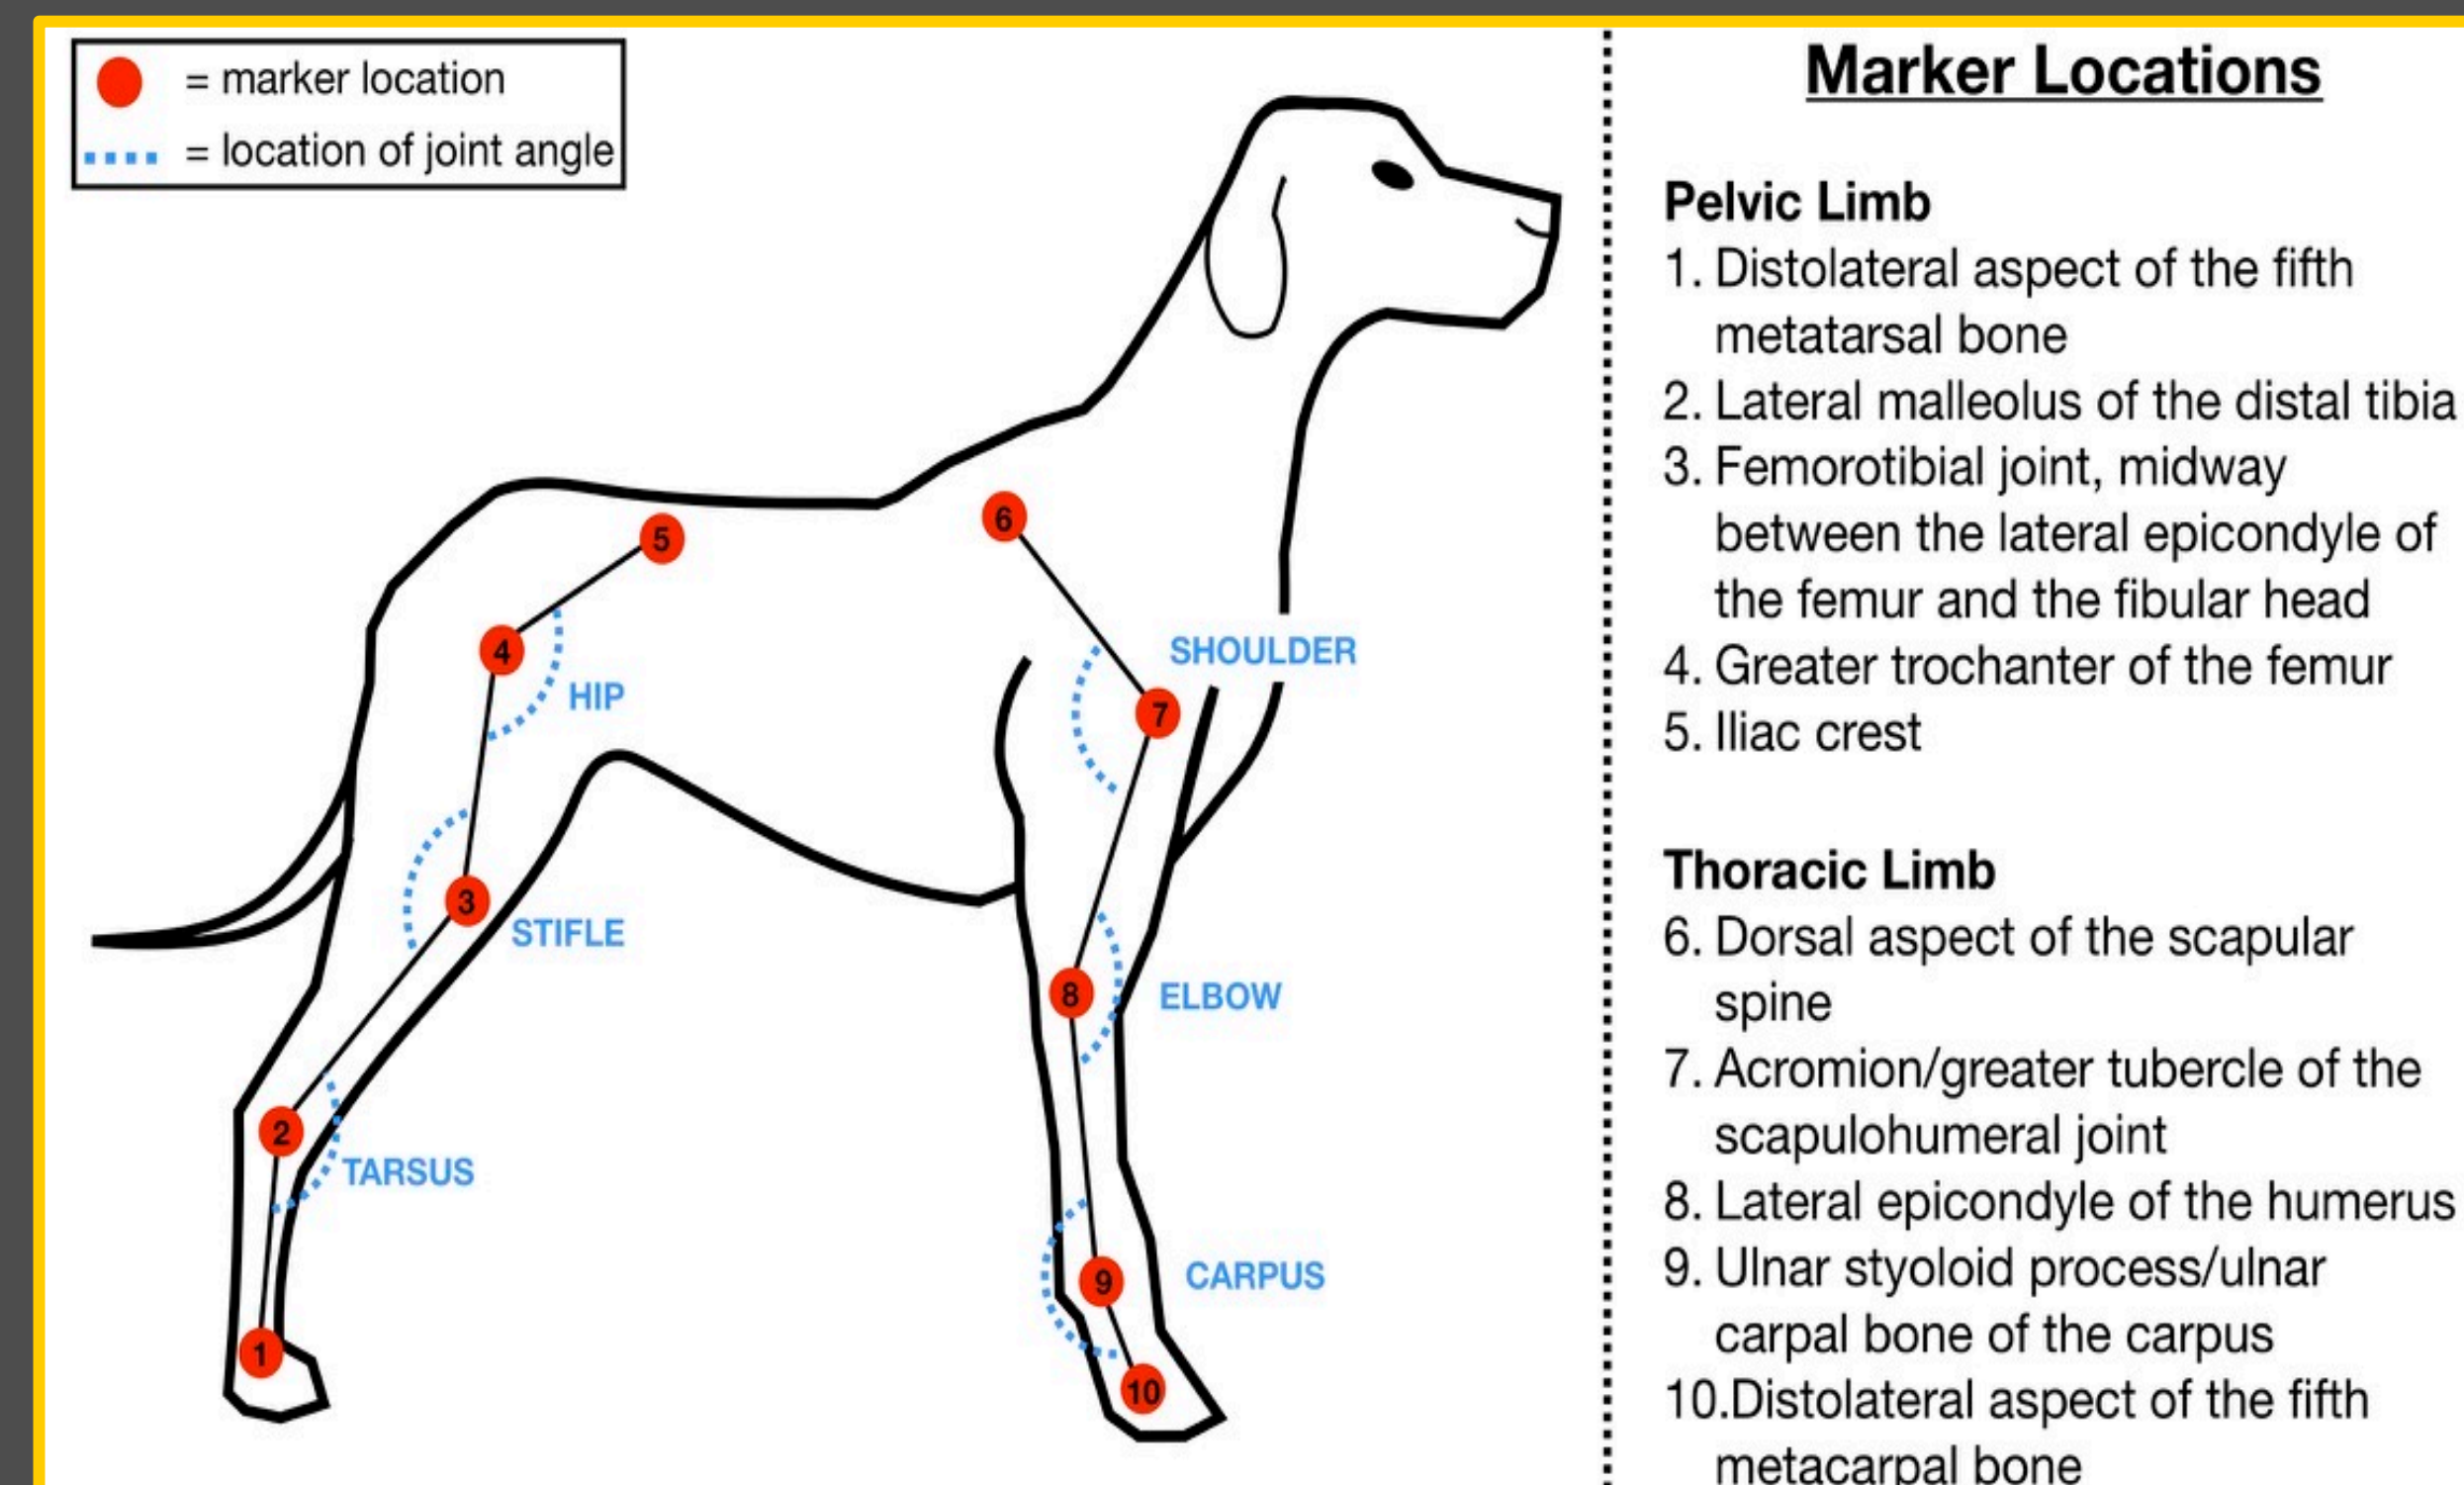 = marker location
= location of joint angle
5
6
4
SHOULDER
HIP
7
3
STIFLE
8
ELBOW
2
TARSUS
9
CARPUS
1
10
Marker Locations
Pelvic Limb
1. Distolateral aspect of the fifth
metatarsal bone
2. Lateral malleolus of the distal tibia
3. Femorotibial joint, midway
between the lateral epicondyle of
the femur and the fibular head
4. Greater trochanter of the femur
5. Iliac crest
Thoracic Limb
6. Dorsal aspect of the scapular
spine
7. Acromion/greater tubercle of the
scapulohumeral joint
8. Lateral epicondyle of the humerus
9. Ulnar styoloid process/ulnar
carpal bone of the carpus
10.Distolateral aspect of the fifth
metacarpal bone